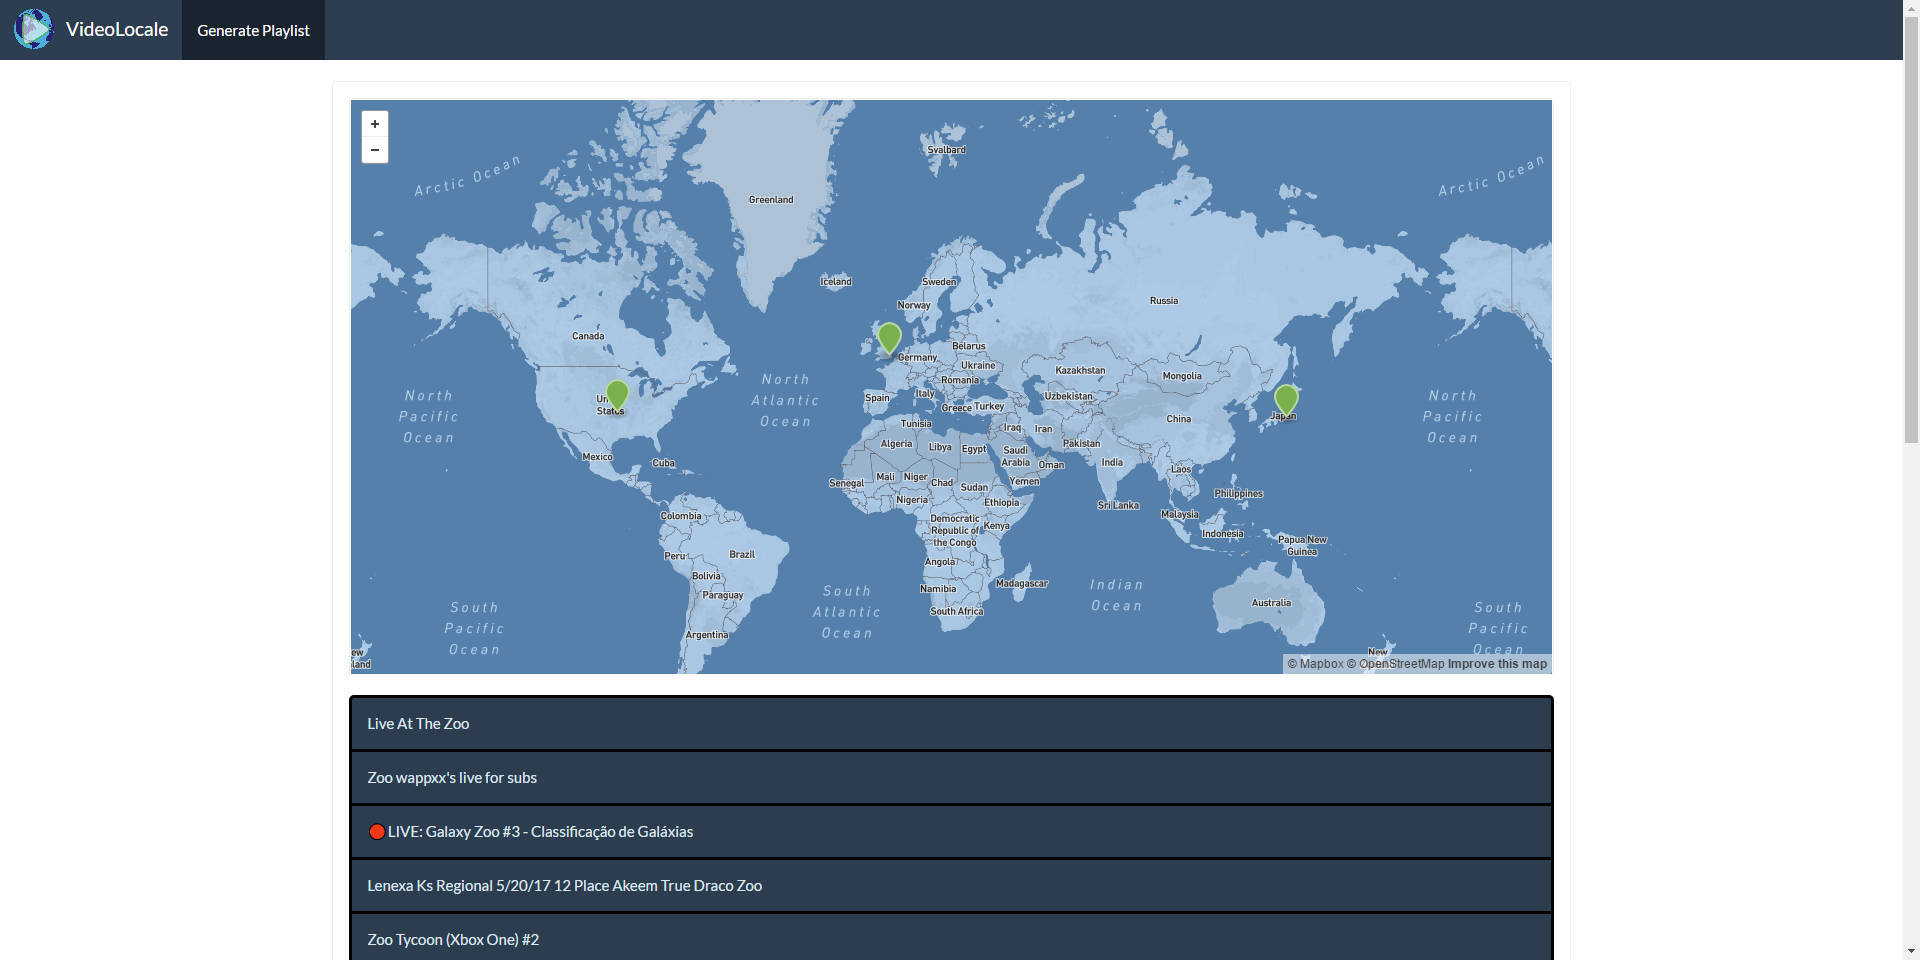 VideoLocale
Generate Playlist
+
−
Arctic Ocean
Svalbard
Arctic Ocean
Greenland
Iceland
Sweden
Norway
Russia
Canada
Belarus
Germany
Ukraine
Kazakhstan
Mongolia
Romania
North
Pacific
Ocean
North
Atlantic
Ocean
Spain
Italy
Uzbekistan
North
Pacific
Ocean
States
Greece
Turkey
Japan
China
Tunisia
Iraq
Iran
Algeria
Libya
Egypt
Saudi
Arabia
Pakistan
Mexico
Cuba
Oman
India
Laos
Senegal
Mali
Niger
Chad
Sudan
Yemen
Philippines
Nigeria
Ethiopia
Sri Lanka
Colombia
Democratic
Republic of
the Congo
Kenya
Malaysia
Indonesia
Papua New
Guinea
Peru
Brazil
Angola
Bolivia
Namibia
Madagascar
Indian
Ocean
Paraguay
South
Atlantic
Ocean
South Africa
Australia
South
Pacific
Ocean
South
Pacific
Ocean
Argentina
New
© Mapbox © OpenStreetMap Improve this map
Live At The Zoo
Zoo wappxx's live for subs
LIVE: Galaxy Zoo #3 - Classificação de Galáxias
Lenexa Ks Regional 5/20/17 12 Place Akeem True Draco Zoo
Zoo Tycoon (Xbox One) #2